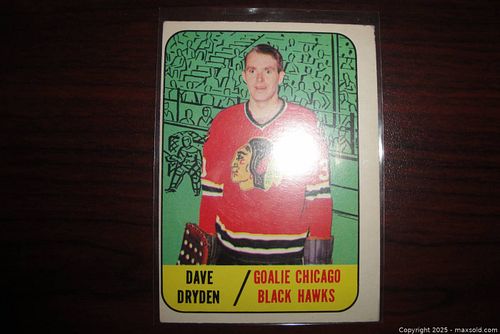 DAVE
DRYDEN
/
GOALIE CHICAGO
BLACK HAWKS
Copyright © 2025 - maxsold.com